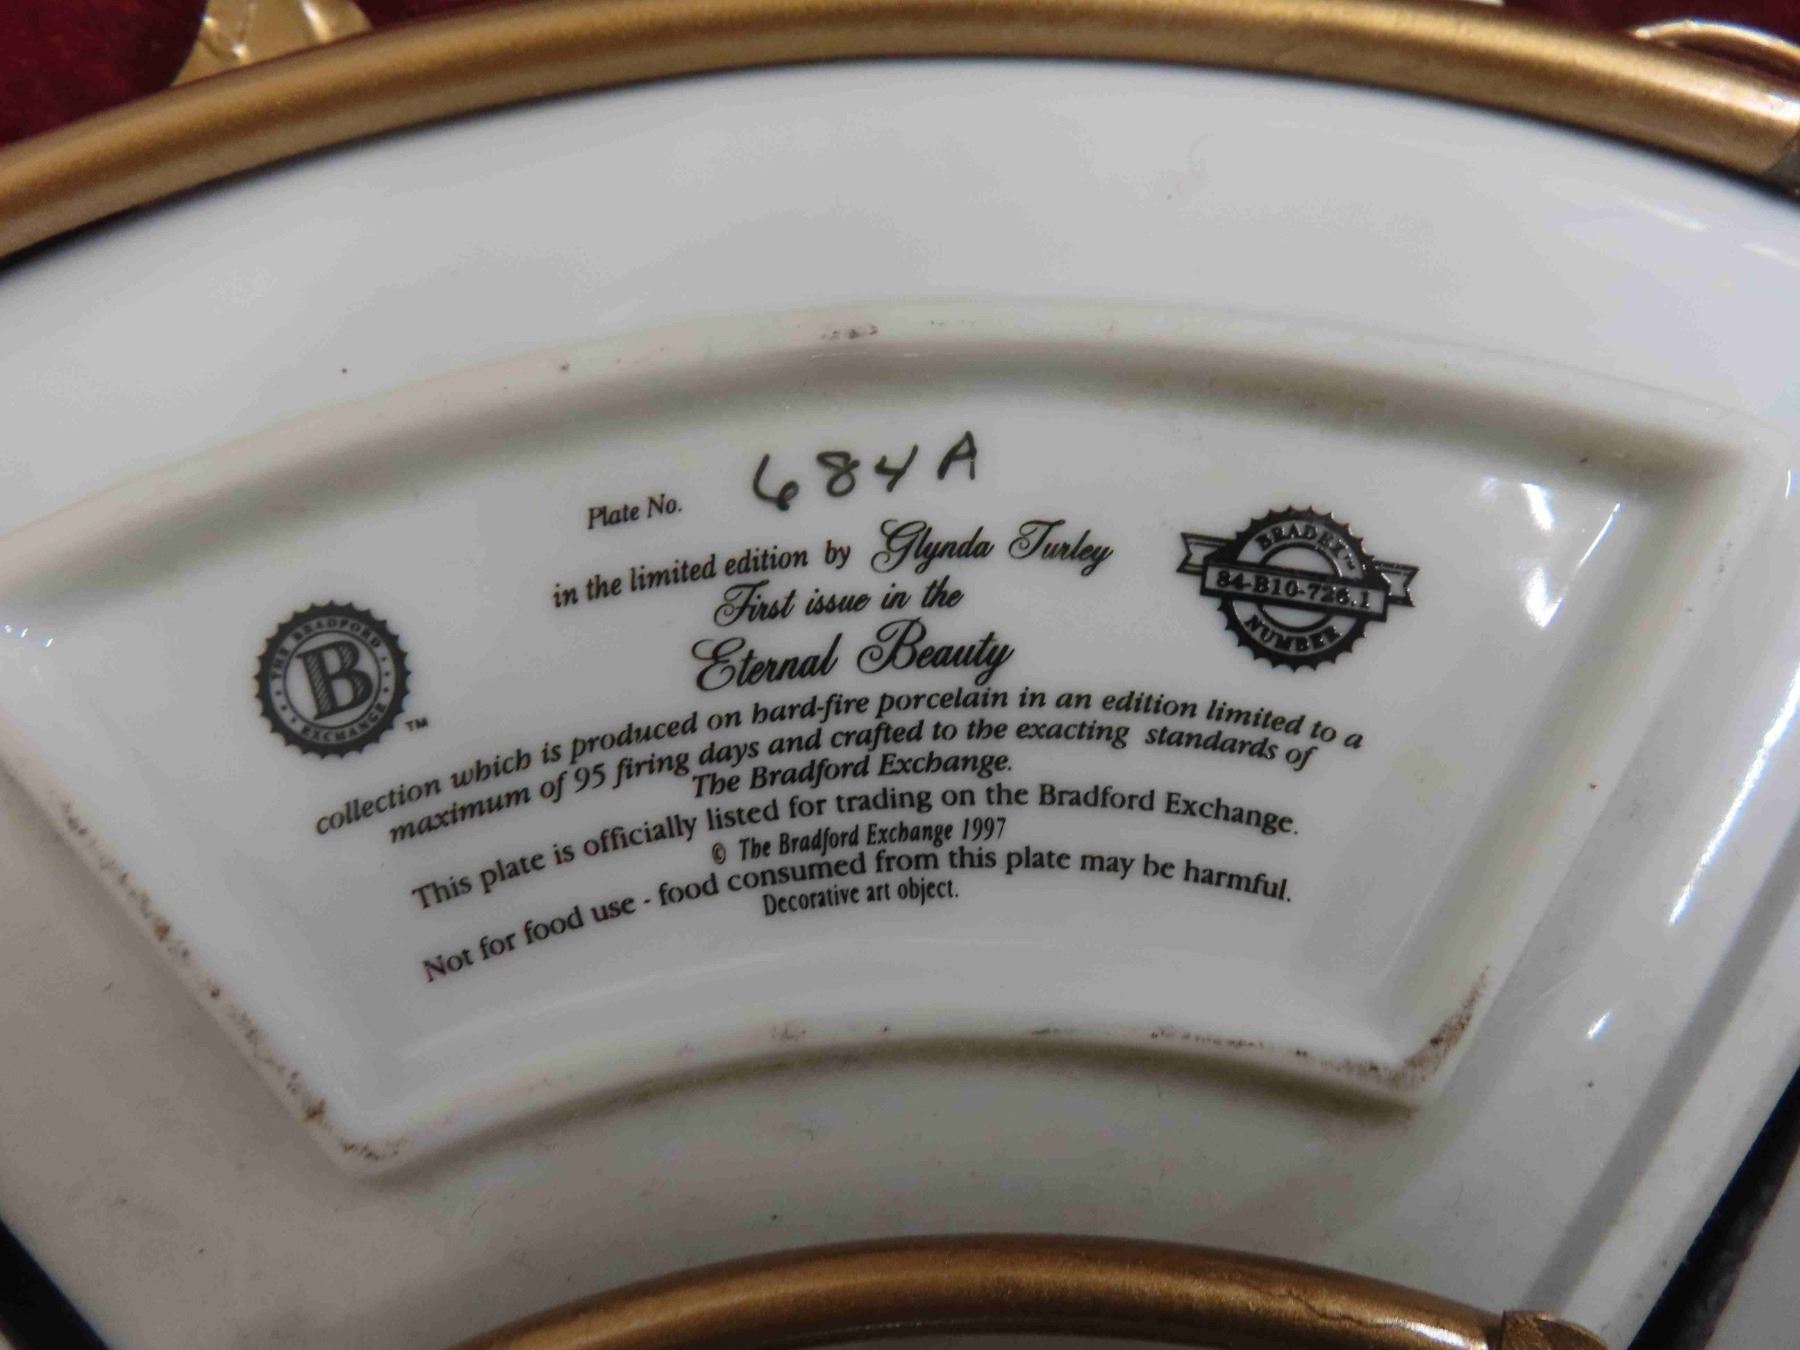 Plate No. 684A
in the limited edition by Glynda Turley
First issue in the
Eternal Beauty
collection which is produced on hard-fire porcelain in an edition limited to a
maximum of 95 firing days and crafted to the exacting standards of
The Bradford Exchange.
This plate is officially listed for trading on the Bradford Exchange.
© The Bradford Exchange 1997
Not for food use - food consumed from this plate may be harmful.
Decorative art object.
THE BRADFORD
B
EXCHANGE
TM
BRADEX™
84-B10-726.1
NUMBER